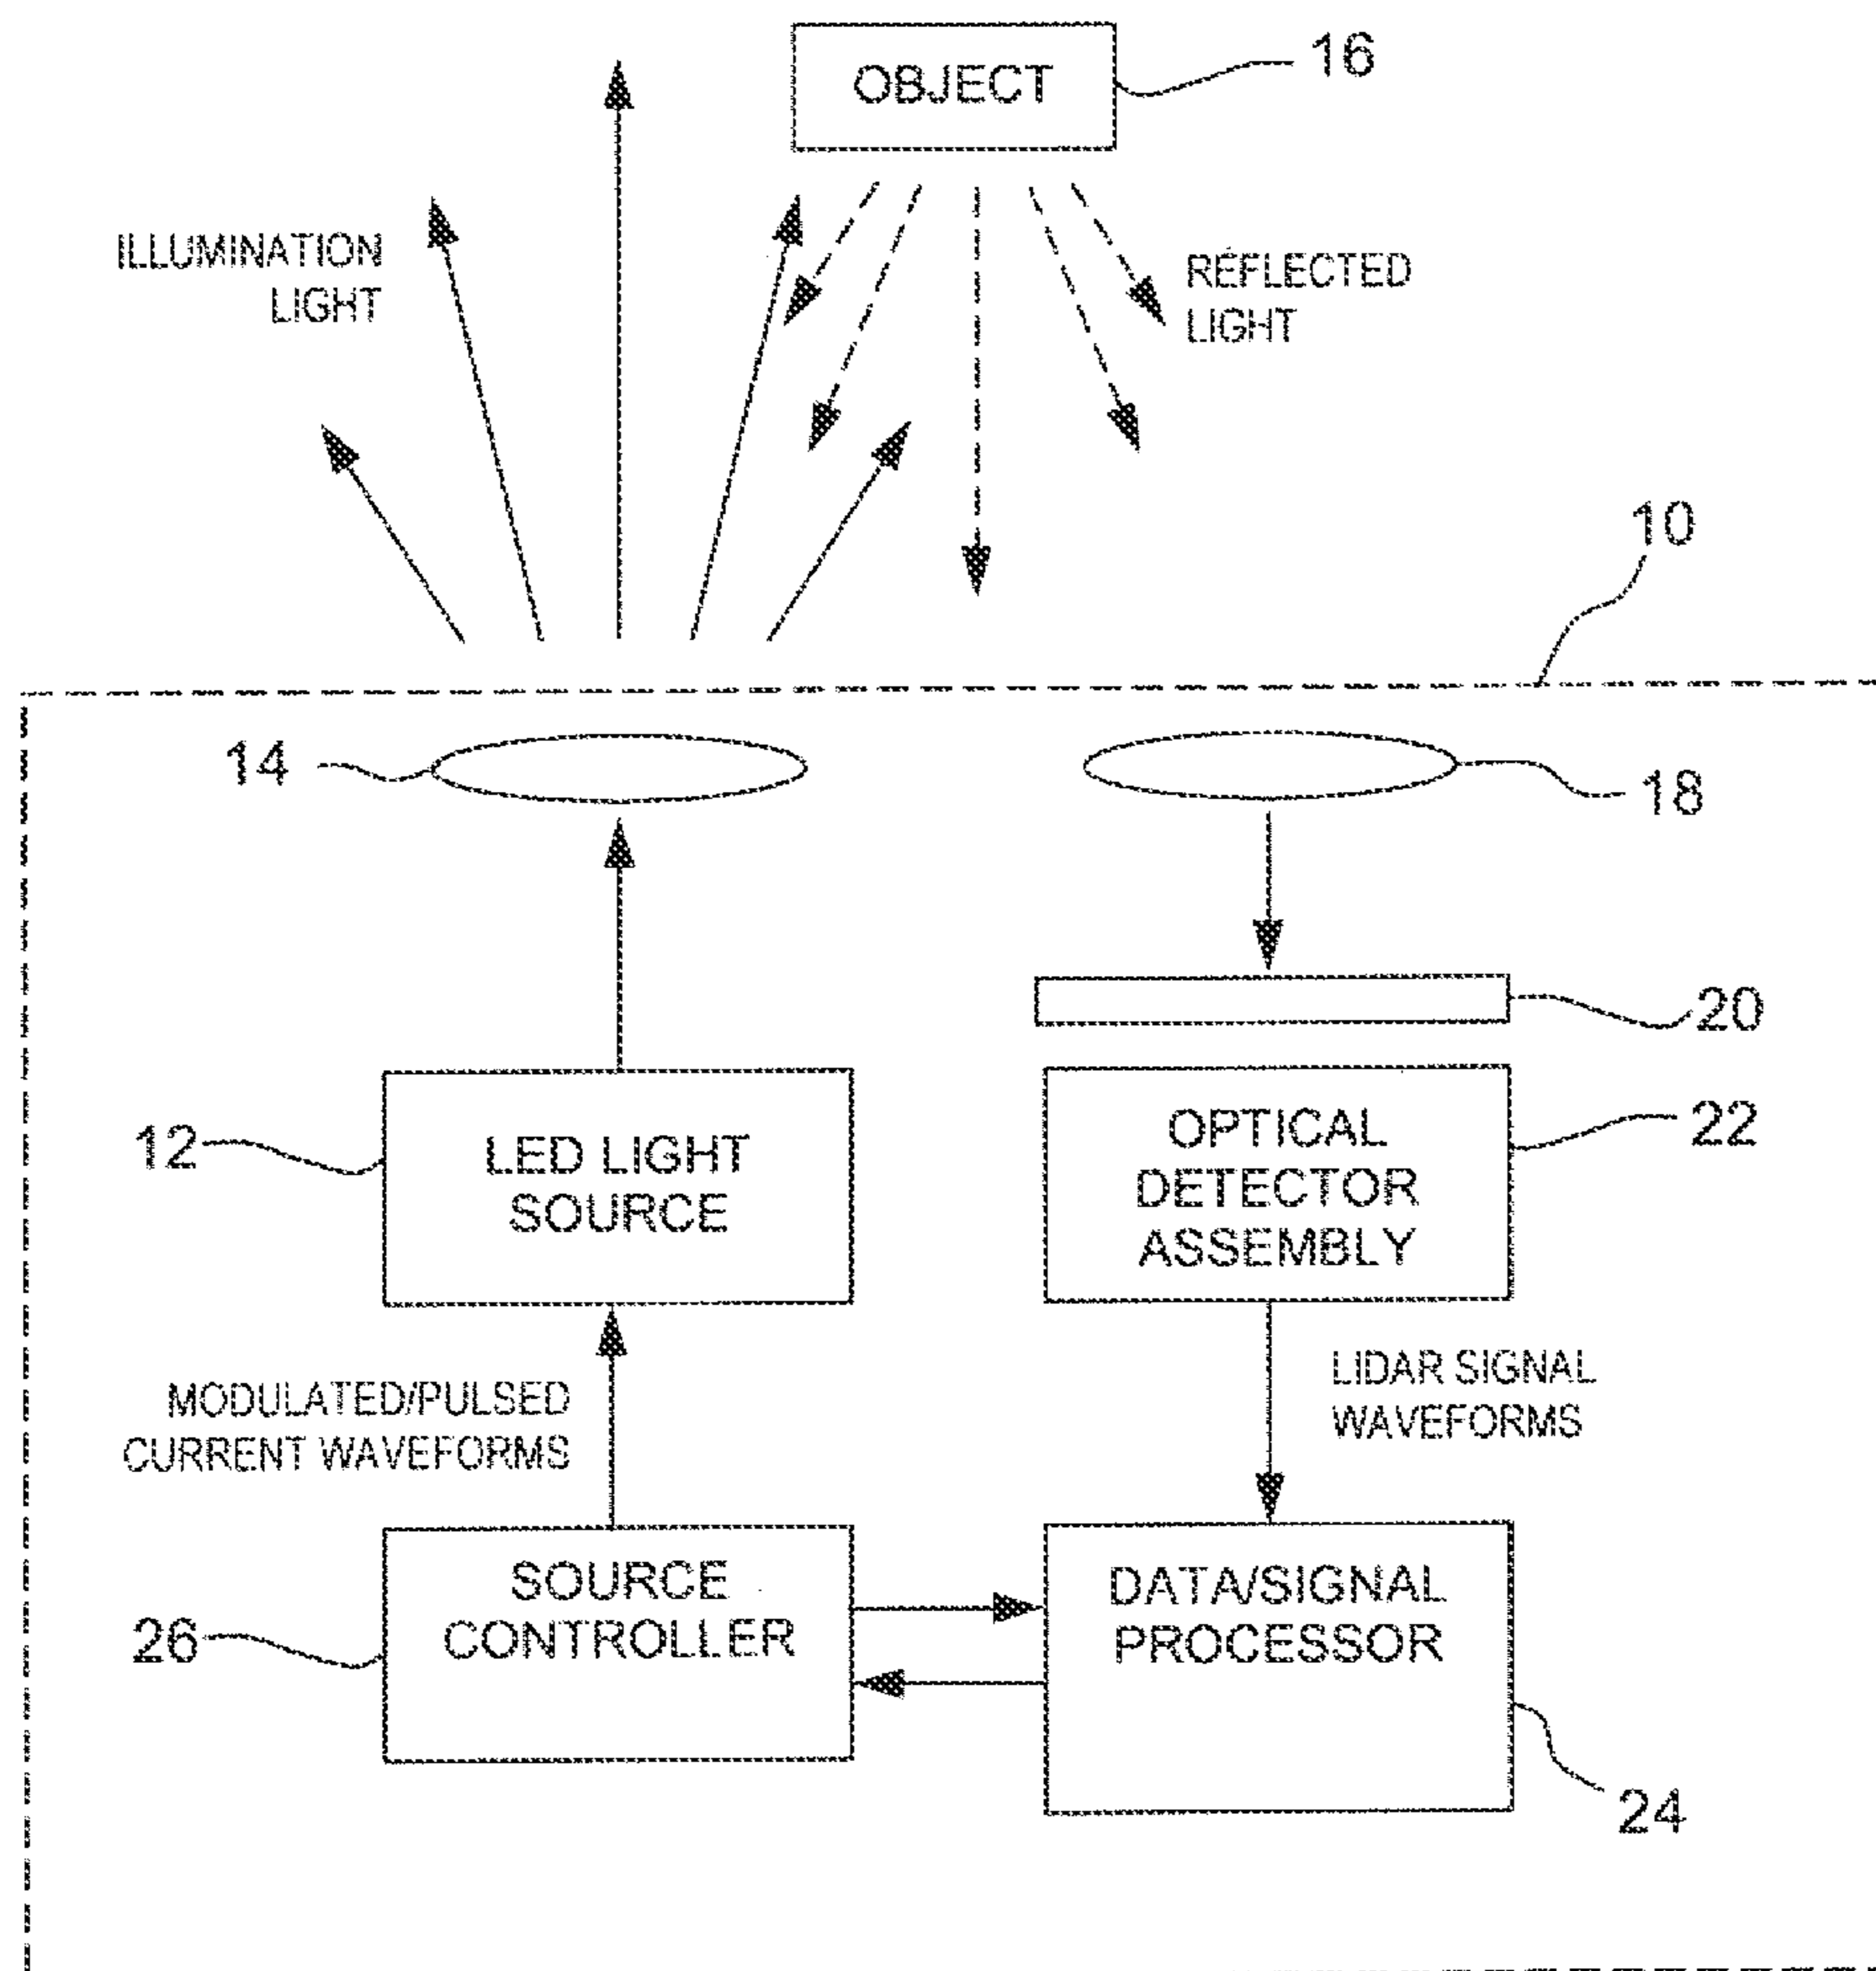 OBJECT
16
ILLUMINATION
LIGHT
REFLECTED
LIGHT
10
14
18
20
12
LED LIGHT
SOURCE
OPTICAL
DETECTOR
ASSEMBLY
22
MODULATED/PULSED
CURRENT WAVEFORMS
LIDAR SIGNAL
WAVEFORMS
26
SOURCE
CONTROLLER
DATA/SIGNAL
PROCESSOR
24